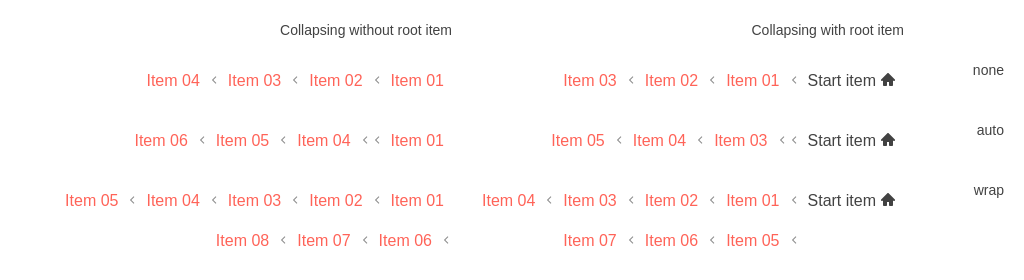 Collapsing without root item
Collapsing with root item
none
Item 04 ‹ Item 03 ‹ Item 02 ‹ Item 01
Item 03 ‹ Item 02 ‹ Item 01 ‹ Start item
auto
Item 06 ‹ Item 05 ‹ Item 04 ‹ ‹ Item 01
Item 05 ‹ Item 04 ‹ Item 03 ‹ ‹ Start item
wrap
Item 05 ‹ Item 04 ‹ Item 03 ‹ Item 02 ‹ Item 01
Item 08 ‹ Item 07 ‹ Item 06 ‹
Item 04 ‹ Item 03 ‹ Item 02 ‹ Item 01 ‹ Start item
Item 07 ‹ Item 06 ‹ Item 05 ‹